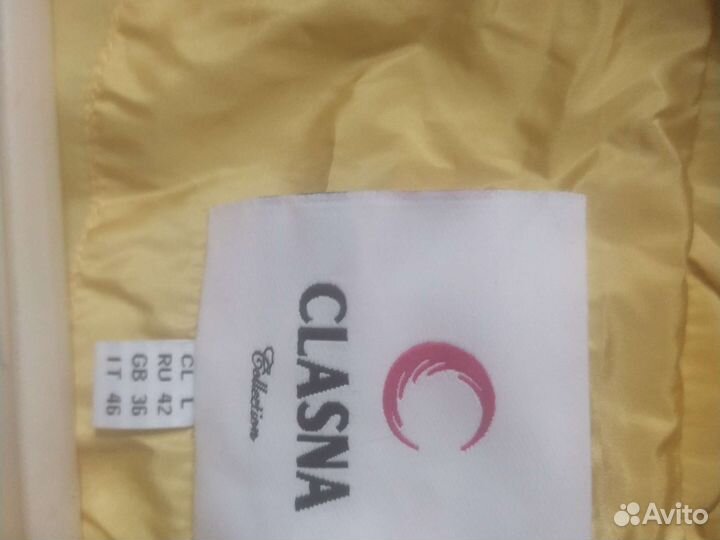 CLASNA
Collection
CL L
RU 42
GB 36
IT 46
Avito